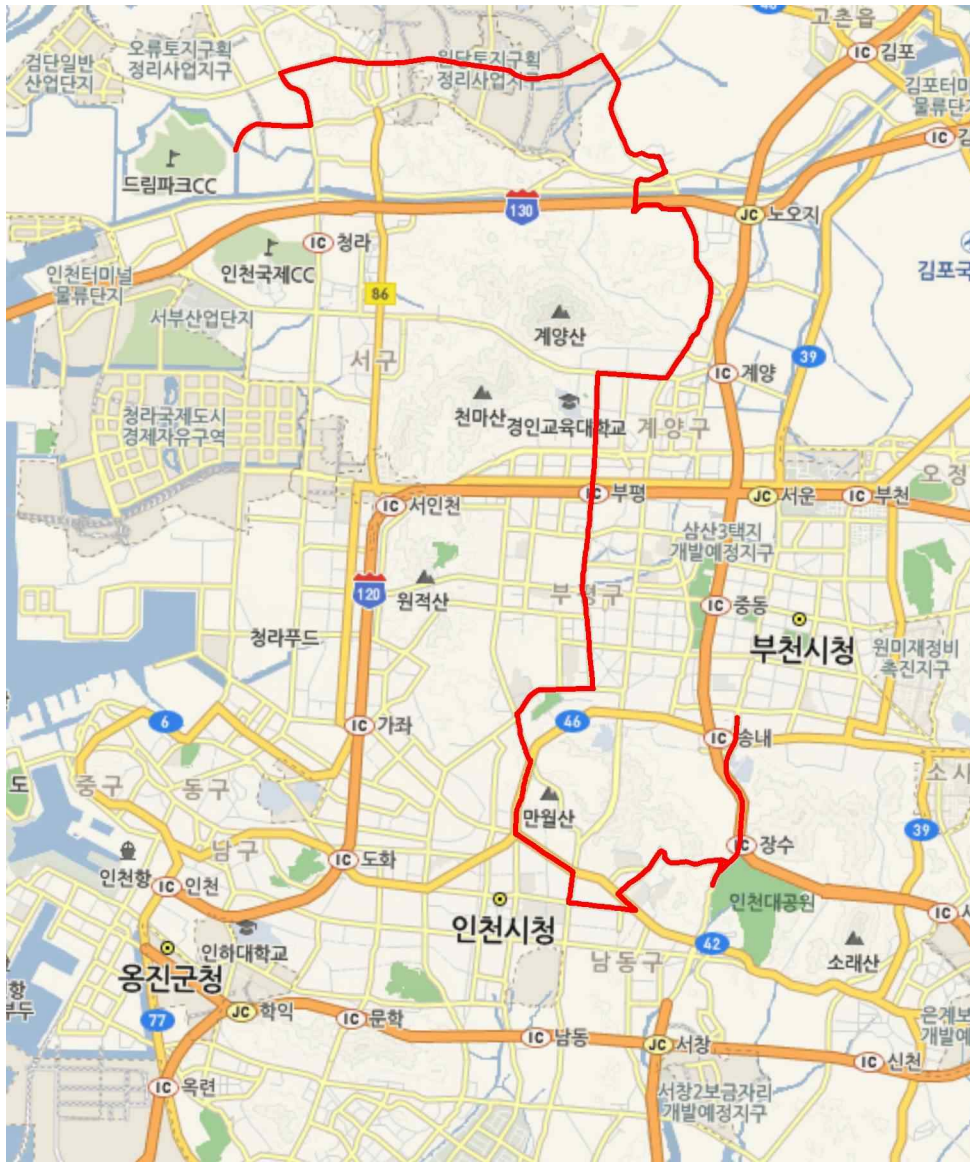 고촌읍
오류토지구획
정리사업지구
원당토지구획
정리사업지구
검단일반
산업단지
IC 김포
김포터미
물류단
IC
드림파크CC
130
JC 노오지
IC 청라
인천국제CC
인천터미널
물류단지
김포국
86
서부산업단지
계양산
서구
39
IC 계양
천마산
경인교육대학교
계양구
청라국제도시
경제자유구역
오정
IC 서인천
IC 부평
JC 서운
IC 부천
삼산3택지
개발예정지구
120
원적산
부평구
IC 중동
청라푸드
부천시청
원미재정비
촉진지구
6
IC 가좌
46
IC 송내
도
중구
동구
소사
만월산
39
남구
IC 도화
IC 장수
인천항
IC 인천
인천대공원
IC
인천시청
인하대학교
42
소래산
남동구
옹진군청
항
부두
77
JC 학익
IC 문학
IC 남동
JC 서창
은계보
개발예
IC 신천
IC 옥련
서창2보금자리
개발예정지구